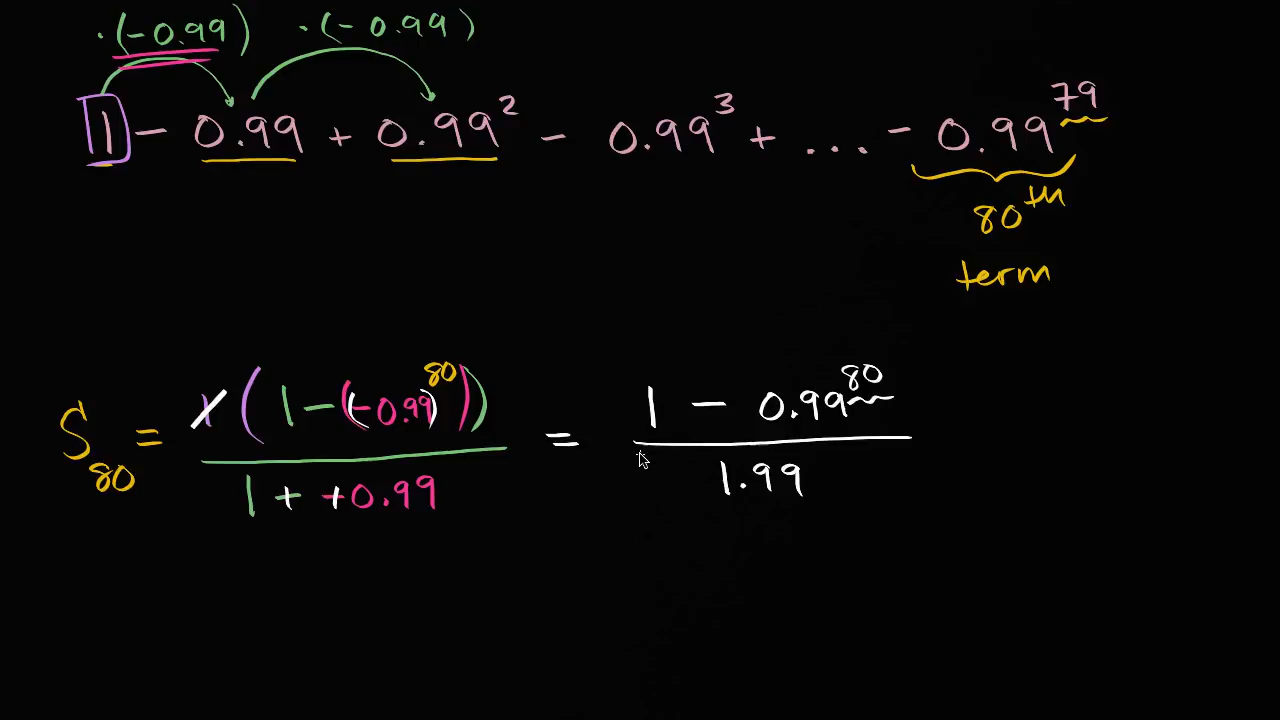 · (-0.99) · (-0.99)
1 - 0.99 + 0.99² - 0.99³ + ... - 0.99⁷⁹
80ᵗʰ
term
S₈₀ = 1(1-(-0.99)⁸⁰) / 1 + +0.99 = 1 - 0.99⁸⁰ / 1.99